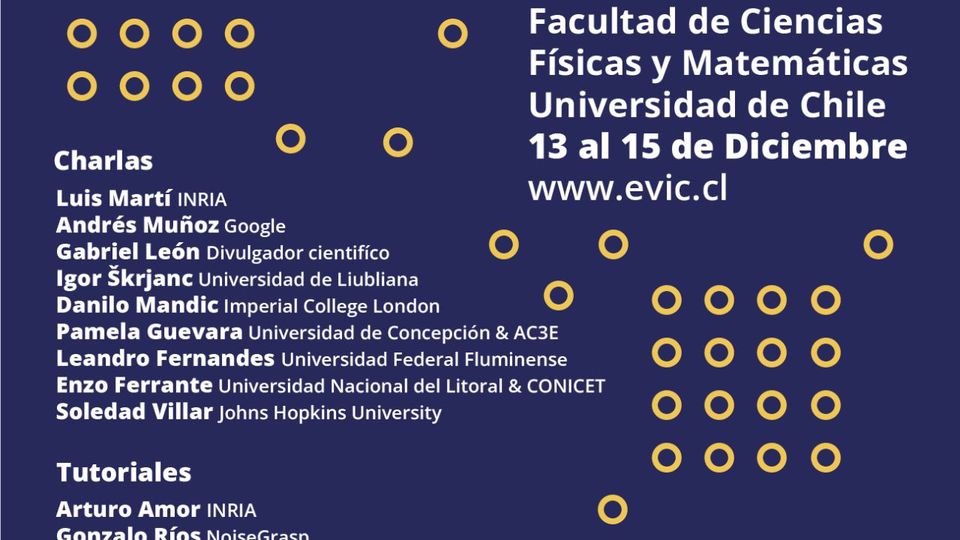 Facultad de Ciencias
Físicas y Matemáticas
Universidad de Chile
13 al 15 de Diciembre
www.evic.cl
Charlas
Luis Martí INRIA
Andrés Muñoz Google
Gabriel León Divulgador científíco
Igor Škrjanc Universidad de Liubliana
Danilo Mandic Imperial College London
Pamela Guevara Universidad de Concepción & AC3E
Leandro Fernandes Universidad Federal Fluminense
Enzo Ferrante Universidad Nacional del Litoral & CONICET
Soledad Villar Johns Hopkins University
Tutoriales
Arturo Amor INRIA
Gonzalo Ríos NoiseGrasp